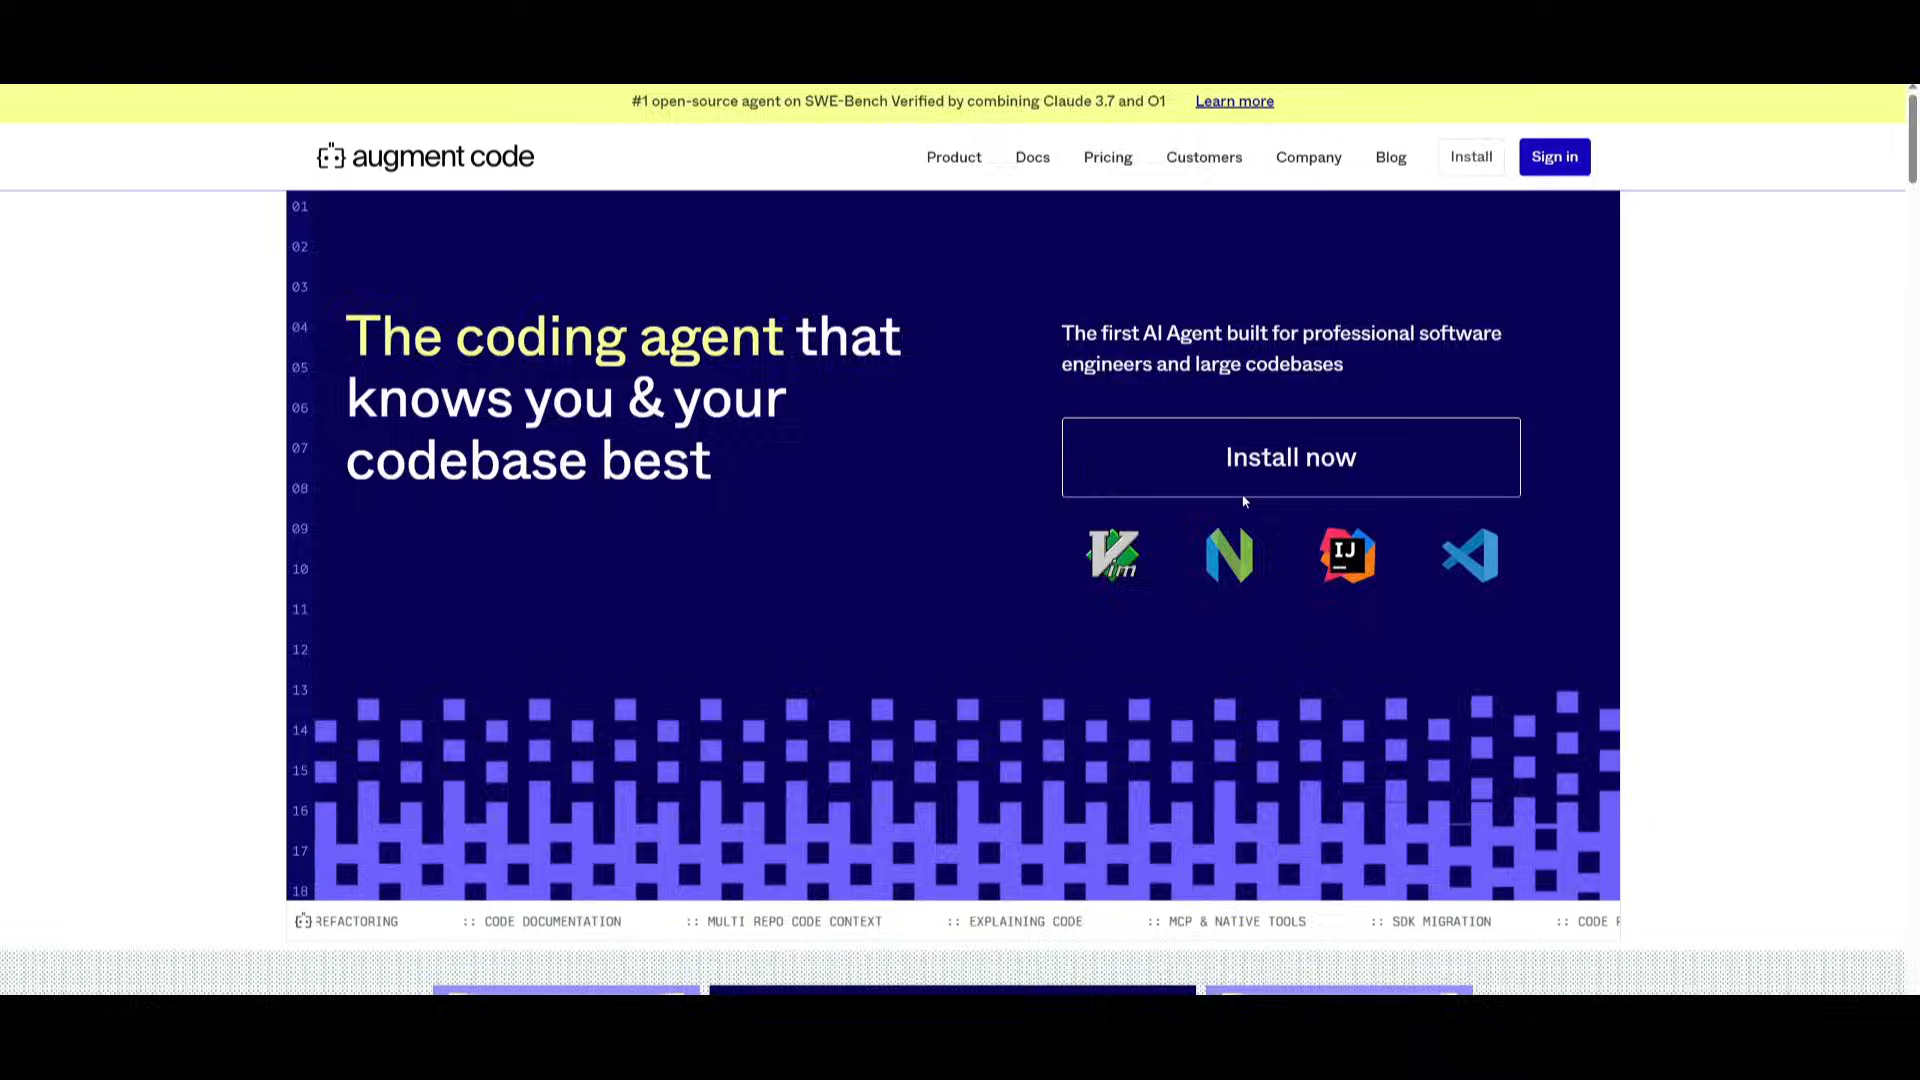 #1 open-source agent on SWE-Bench Verified by combining Claude 3.7 and O1 Learn more
augment code
Product Docs Pricing Customers Company Blog Install Sign in
01
02
03
04
05
06
07
08
09
10
11
12
13
14
15
16
17
18
The coding agent that
knows you & your
codebase best
The first AI Agent built for professional software
engineers and large codebases
Install now
Vim
IJ
REFACTORING :: CODE DOCUMENTATION :: MULTI REPO CODE CONTEXT :: EXPLAINING CODE :: MCP & NATIVE TOOLS :: SDK MIGRATION :: CODE